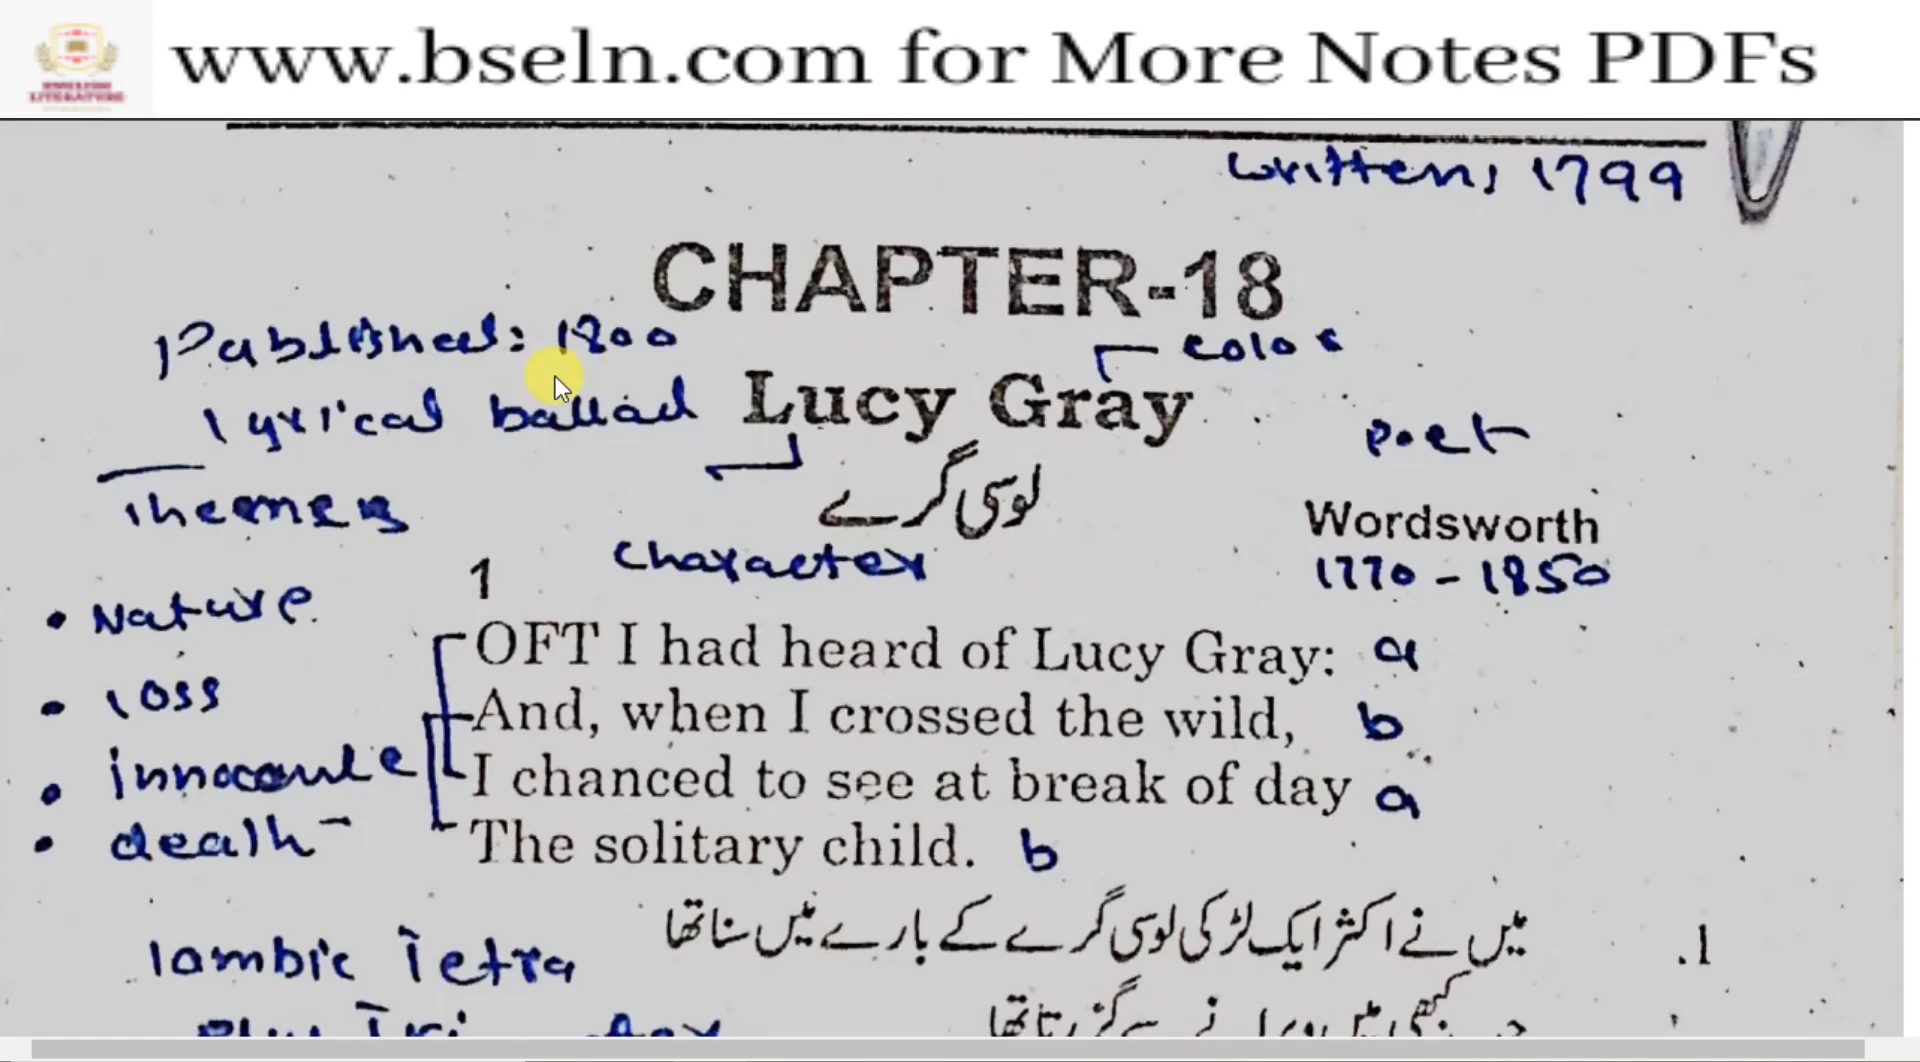 ENGLISH
LITERATURE
www.bseln.com for More Notes PDFs
written, 1799
CHAPTER-18
Published: 1800
color
lyrical ballad
Lucy Gray
poet
لوسی گرے
Themes
Wordsworth
1770 - 1850
Character
1
• Nature
OFT I had heard of Lucy Gray: a
• loss
And, when I crossed the wild, b
I chanced to see at break of day a
• death
The solitary child. b
1. میں نے اکثر ایک لڑکی لوسی گرے کے بارے میں سنا تھا
Iambic Tetra